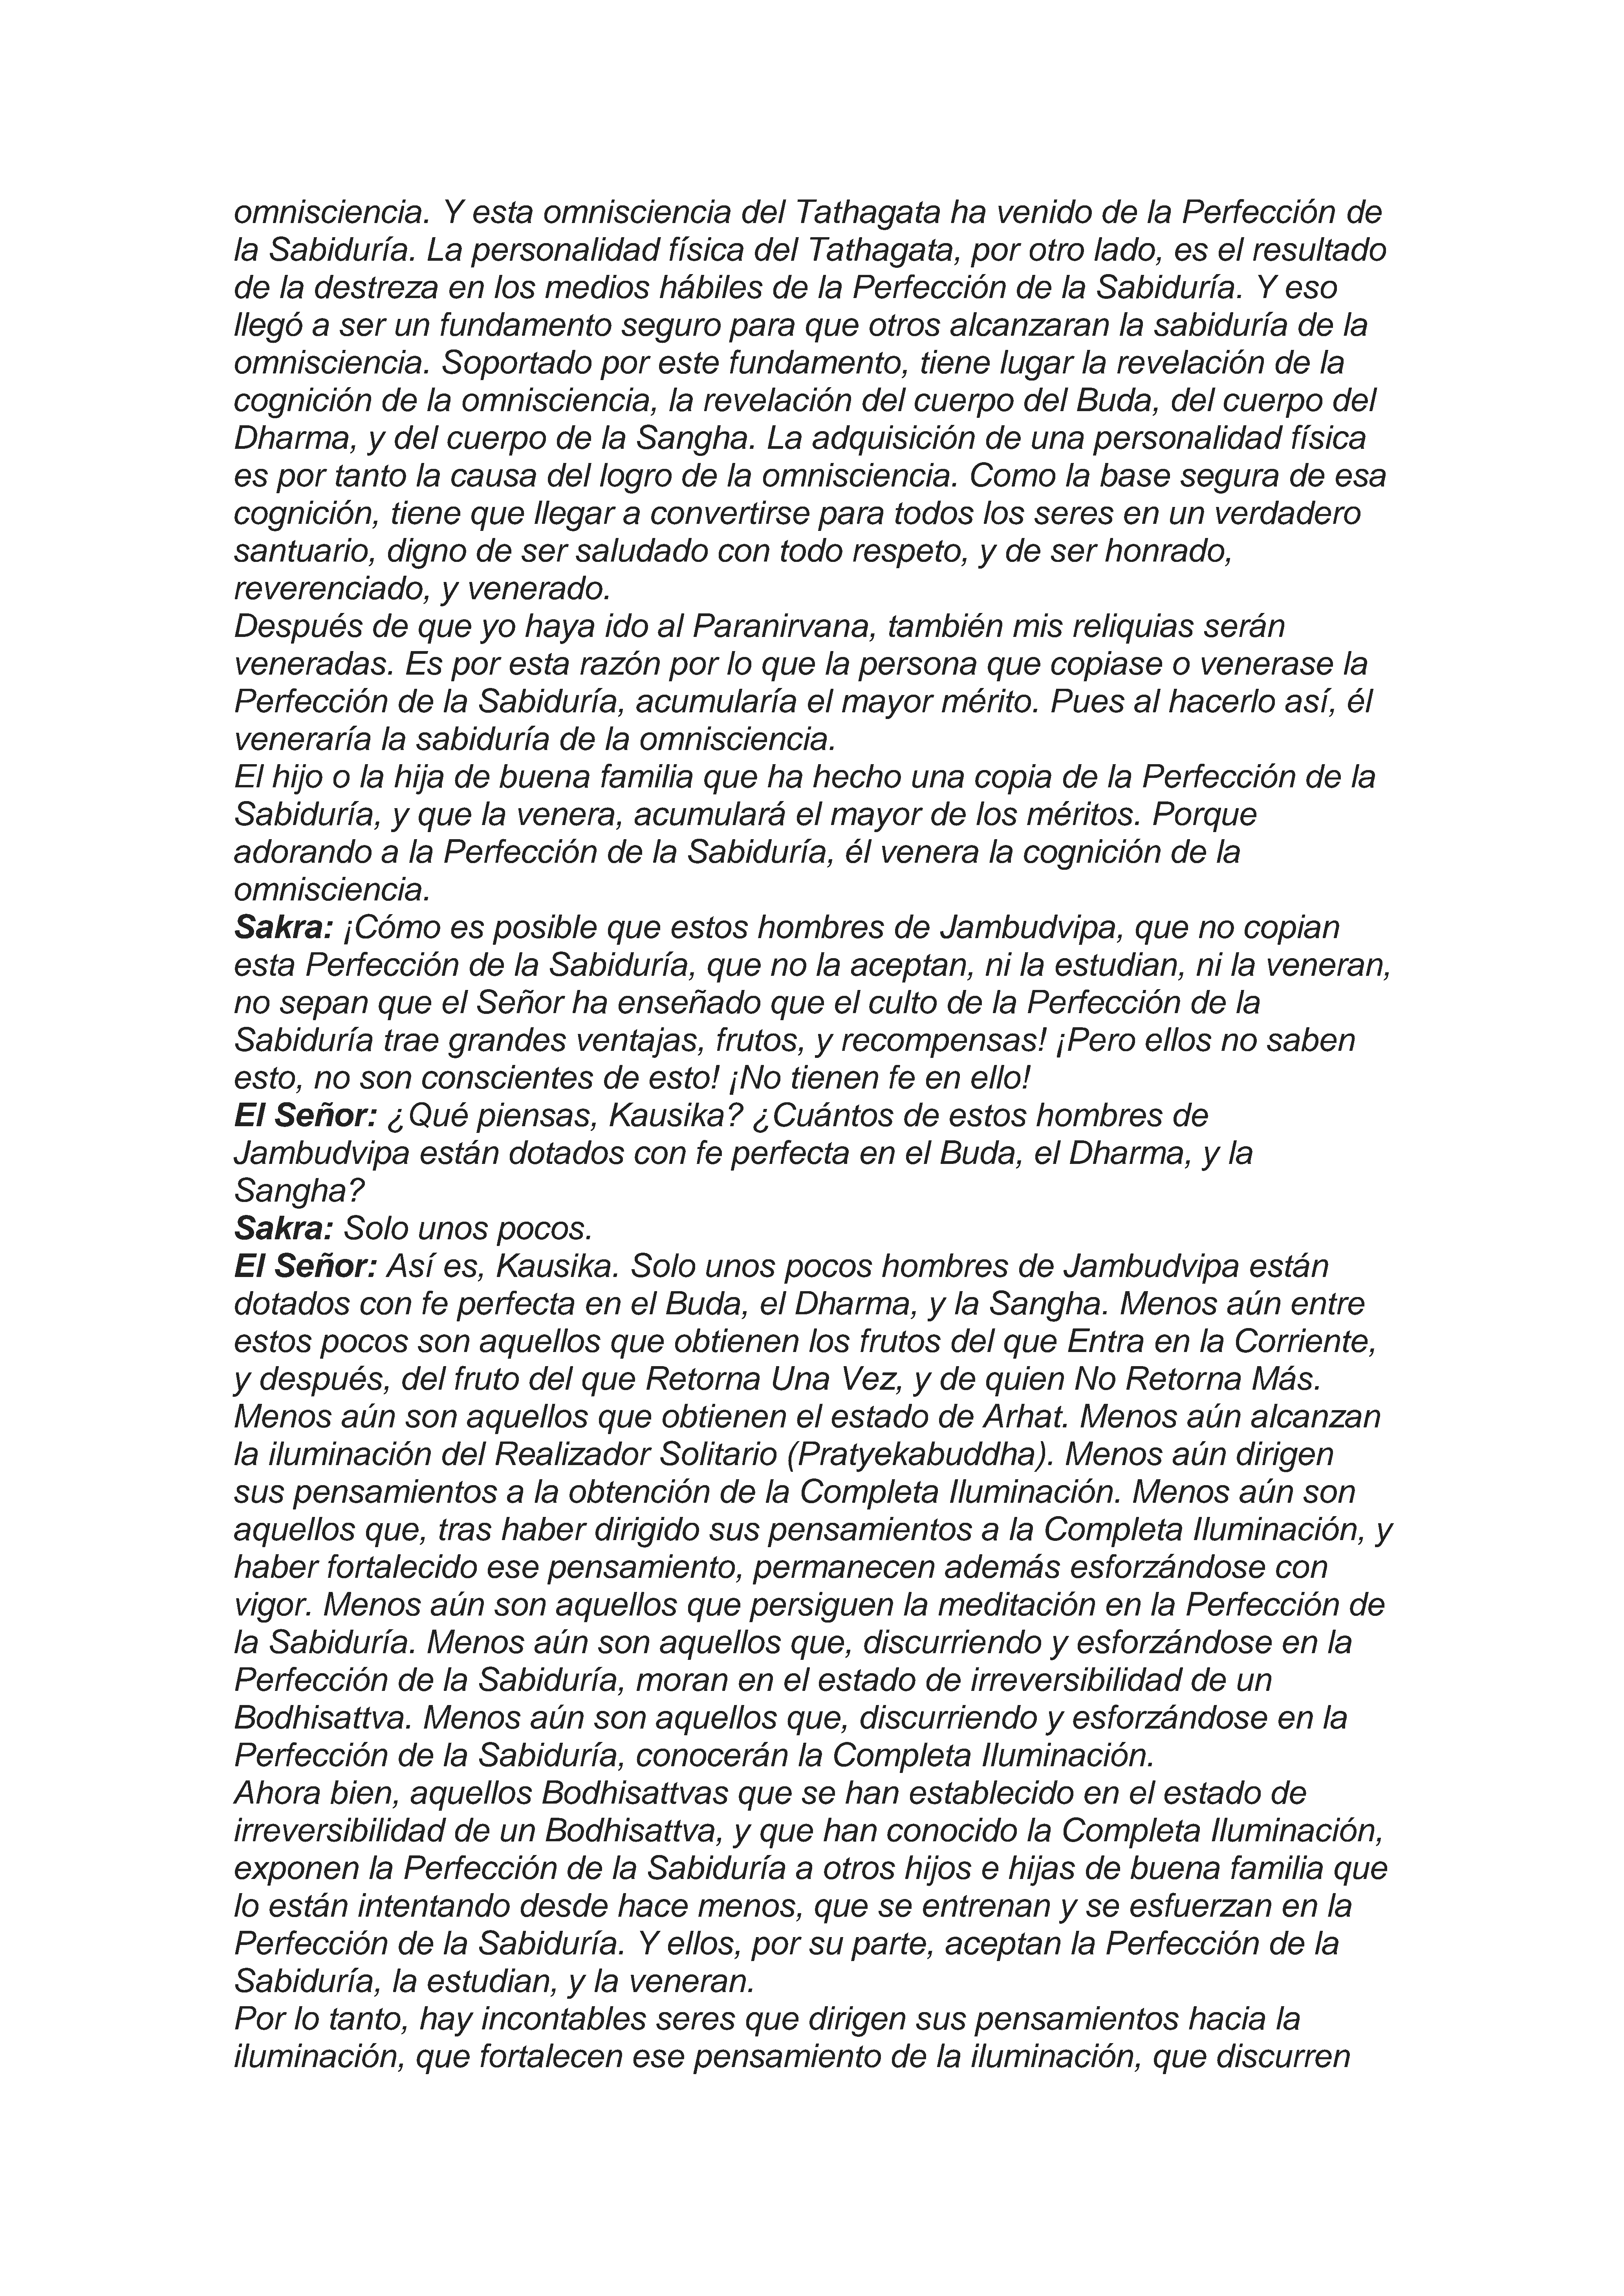 omnisciencia. Y esta omnisciencia del Tathagata ha venido de la Perfección de
la Sabiduría. La personalidad física del Tathagata, por otro lado, es el resultado
de la destreza en los medios hábiles de la Perfección de la Sabiduría. Y eso
llegó a ser un fundamento seguro para que otros alcanzaran la sabiduría de la
omnisciencia. Soportado por este fundamento, tiene lugar la revelación de la
cognición de la omnisciencia, la revelación del cuerpo del Buda, del cuerpo del
Dharma, y del cuerpo de la Sangha. La adquisición de una personalidad física
es por tanto la causa del logro de la omnisciencia. Como la base segura de esa
cognición, tiene que llegar a convertirse para todos los seres en un verdadero
santuario, digno de ser saludado con todo respeto, y de ser honrado,
reverenciado, y venerado.
Después de que yo haya ido al Paranirvana, también mis reliquias serán
veneradas. Es por esta razón por lo que la persona que copiase o venerase la
Perfección de la Sabiduría, acumularía el mayor mérito. Pues al hacerlo así, él
veneraría la sabiduría de la omnisciencia.
El hijo o la hija de buena familia que ha hecho una copia de la Perfección de la
Sabiduría, y que la venera, acumulará el mayor de los méritos. Porque
adorando a la Perfección de la Sabiduría, él venera la cognición de la
omnisciencia.
Sakra: ¡Cómo es posible que estos hombres de Jambudvipa, que no copian
esta Perfección de la Sabiduría, que no la aceptan, ni la estudian, ni la veneran,
no sepan que el Señor ha enseñado que el culto de la Perfección de la
Sabiduría trae grandes ventajas, frutos, y recompensas! ¡Pero ellos no saben
esto, no son conscientes de esto! ¡No tienen fe en ello!
El Señor: ¿Qué piensas, Kausika? ¿Cuántos de estos hombres de
Jambudvipa están dotados con fe perfecta en el Buda, el Dharma, y la
Sangha?
Sakra: Solo unos pocos.
El Señor: Así es, Kausika. Solo unos pocos hombres de Jambudvipa están
dotados con fe perfecta en el Buda, el Dharma, y la Sangha. Menos aún entre
estos pocos son aquellos que obtienen los frutos del que Entra en la Corriente,
y después, del fruto del que Retorna Una Vez, y de quien No Retorna Más.
Menos aún son aquellos que obtienen el estado de Arhat. Menos aún alcanzan
la iluminación del Realizador Solitario (Pratyekabuddha). Menos aún dirigen
sus pensamientos a la obtención de la Completa Iluminación. Menos aún son
aquellos que, tras haber dirigido sus pensamientos a la Completa Iluminación, y
haber fortalecido ese pensamiento, permanecen además esforzándose con
vigor. Menos aún son aquellos que persiguen la meditación en la Perfección de
la Sabiduría. Menos aún son aquellos que, discurriendo y esforzándose en la
Perfección de la Sabiduría, moran en el estado de irreversibilidad de un
Bodhisattva. Menos aún son aquellos que, discurriendo y esforzándose en la
Perfección de la Sabiduría, conocerán la Completa Iluminación.
Ahora bien, aquellos Bodhisattvas que se han establecido en el estado de
irreversibilidad de un Bodhisattva, y que han conocido la Completa Iluminación,
exponen la Perfección de la Sabiduría a otros hijos e hijas de buena familia que
lo están intentando desde hace menos, que se entrenan y se esfuerzan en la
Perfección de la Sabiduría. Y ellos, por su parte, aceptan la Perfección de la
Sabiduría, la estudian, y la veneran.
Por lo tanto, hay incontables seres que dirigen sus pensamientos hacia la
iluminación, que fortalecen ese pensamiento de la iluminación, que discurren